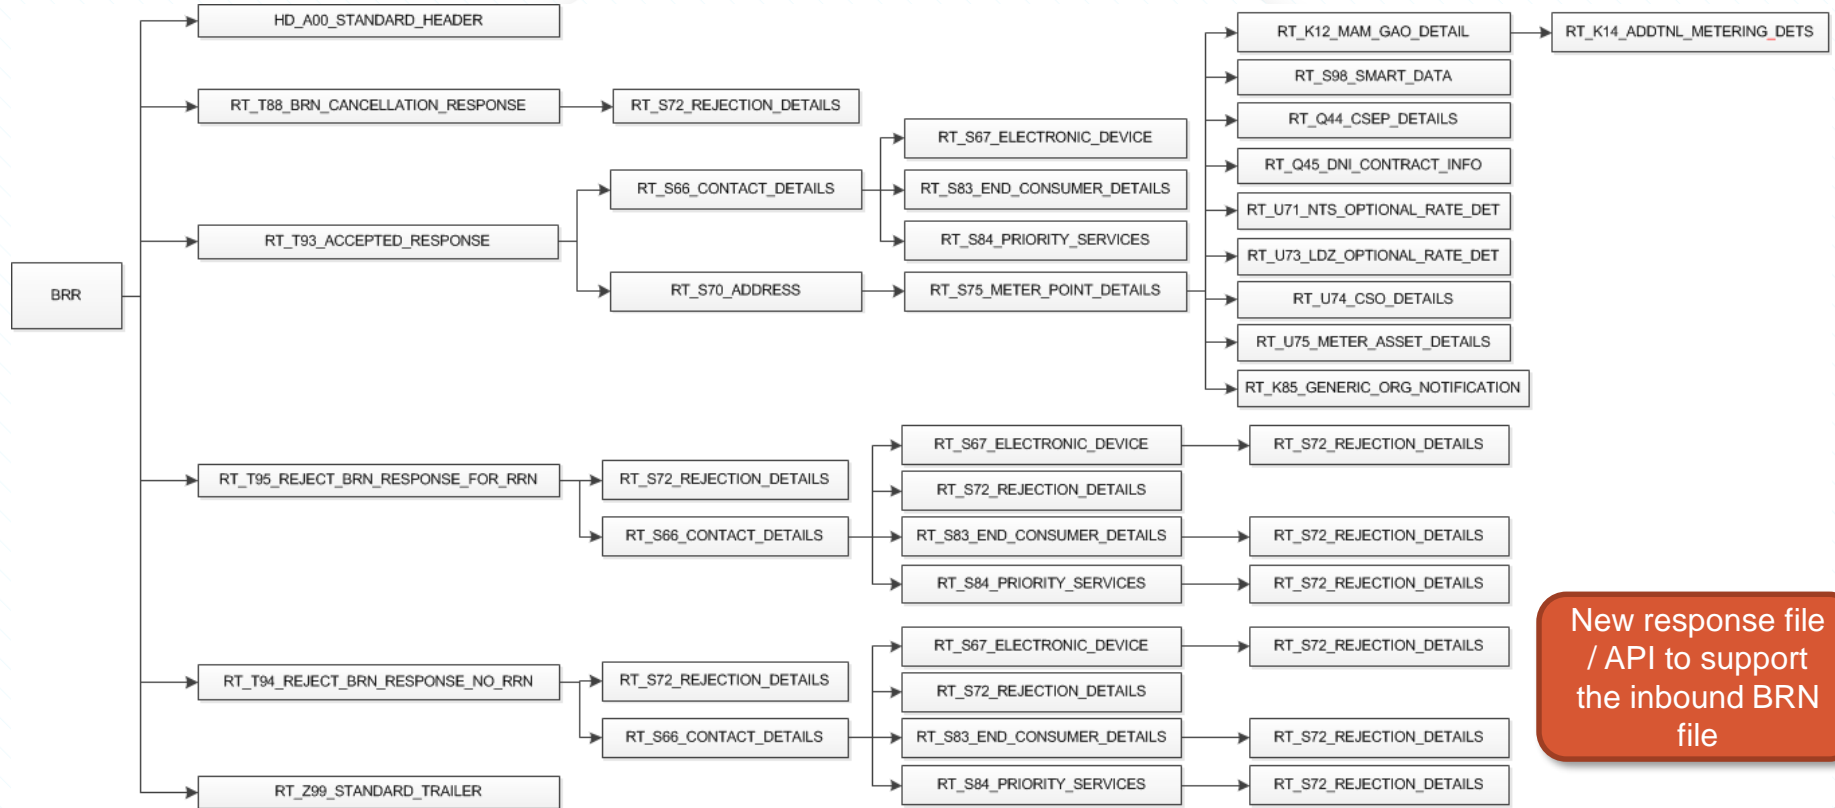 HD_A00_STANDARD_HEADER
RT_K12_MAM_GAO_DETAIL
RT_K14_ADDTNL_METERING_DETS
RT_S98_SMART_DATA
RT_T88_BRN_CANCELLATION_RESPONSE
RT_S72_REJECTION_DETAILS
RT_Q44_CSEP_DETAILS
RT_S67_ELECTRONIC_DEVICE
RT_Q45_DNI_CONTRACT_INFO
RT_S66_CONTACT_DETAILS
RT_S83_END_CONSUMER_DETAILS
RT_U71_NTS_OPTIONAL_RATE_DET
RT_T93_ACCEPTED_RESPONSE
RT_S84_PRIORITY_SERVICES
RT_U73_LDZ_OPTIONAL_RATE_DET
BRR
RT_S70_ADDRESS
RT_S75_METER_POINT_DETAILS
RT_U74_CSO_DETAILS
RT_U75_METER_ASSET_DETAILS
RT_K85_GENERIC_ORG_NOTIFICATION
RT_S67_ELECTRONIC_DEVICE
RT_S72_REJECTION_DETAILS
RT_T95_REJECT_BRN_RESPONSE_FOR_RRN
RT_S72_REJECTION_DETAILS
RT_S72_REJECTION_DETAILS
RT_S66_CONTACT_DETAILS
RT_S83_END_CONSUMER_DETAILS
RT_S72_REJECTION_DETAILS
RT_S84_PRIORITY_SERVICES
RT_S72_REJECTION_DETAILS
RT_S67_ELECTRONIC_DEVICE
RT_S72_REJECTION_DETAILS
RT_T94_REJECT_BRN_RESPONSE_NO_RRN
RT_S72_REJECTION_DETAILS
RT_S72_REJECTION_DETAILS
RT_S66_CONTACT_DETAILS
RT_S83_END_CONSUMER_DETAILS
RT_S72_REJECTION_DETAILS
RT_Z99_STANDARD_TRAILER
RT_S84_PRIORITY_SERVICES
RT_S72_REJECTION_DETAILS
New response file
/ API to support
the inbound BRN
file